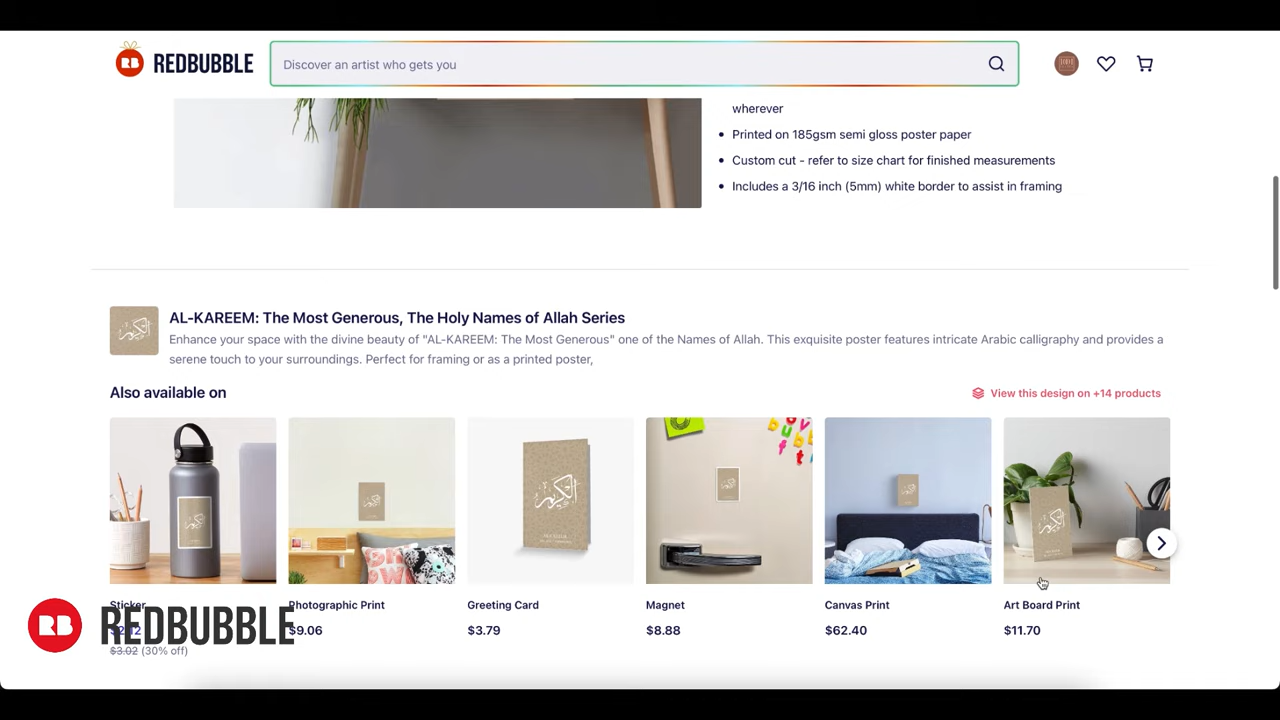 REDBUBBLE
Discover an artist who gets you
wherever
Printed on 185gsm semi gloss poster paper
Custom cut - refer to size chart for finished measurements
Includes a 3/16 inch (5mm) white border to assist in framing
AL-KAREEM: The Most Generous, The Holy Names of Allah Series
Enhance your space with the divine beauty of "AL-KAREEM: The Most Generous" one of the Names of Allah. This exquisite poster features intricate Arabic calligraphy and provides a
serene touch to your surroundings. Perfect for framing or as a printed poster,
Also available on
View this design on +14 products
الكريم
Sticker
Photographic Print
Greeting Card
Magnet
Canvas Print
Art Board Print
$2.12
$9.06
$3.79
$8.88
$62.40
$11.70
$3.02 (30% off)
REDBUBBLE